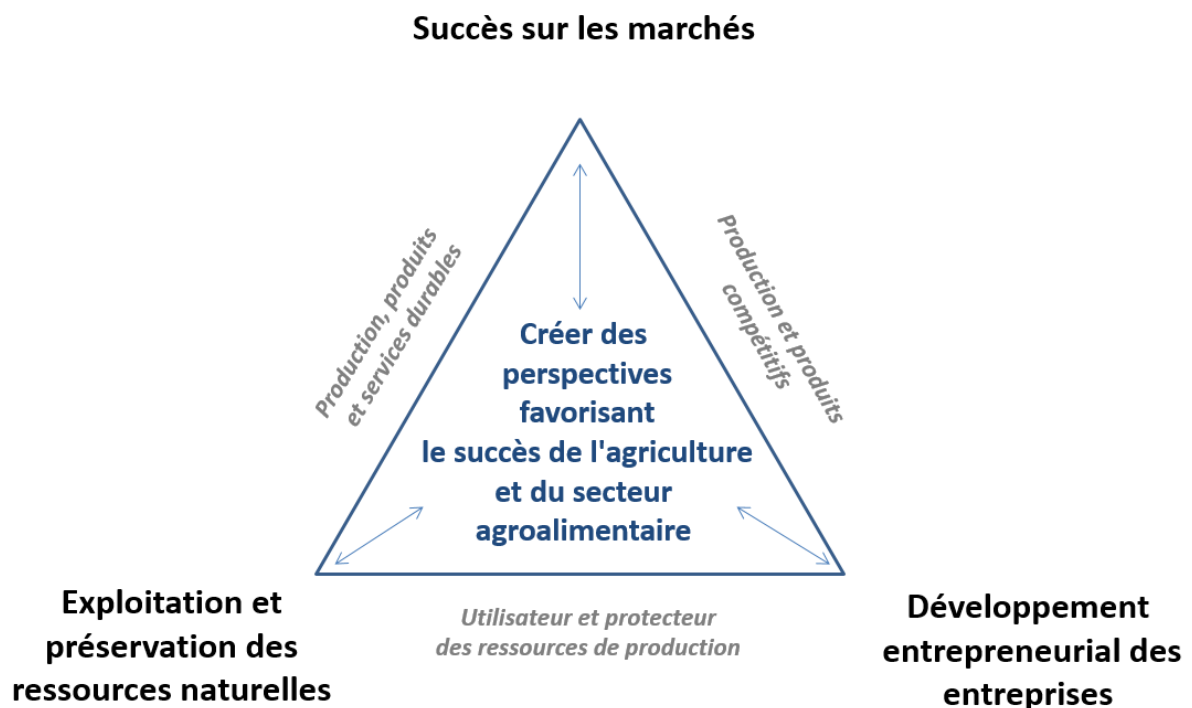 Succès sur les marchés
Production, produits
et services durables
Production et produits
compétitifs
Créer des
perspectives
favorisant
le succès de l'agriculture
et du secteur
agroalimentaire
Exploitation et
préservation des
ressources naturelles
Utilisateur et protecteur
des ressources de production
Développement
entrepreneurial des
entreprises